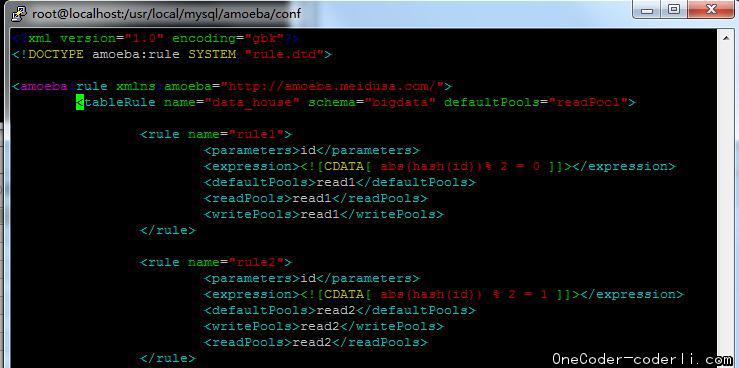 root@localhost:/usr/local/mysql/amoeba/conf
<?xml version="1.0" encoding="gbk"?>
<!DOCTYPE amoeba:rule SYSTEM "rule.dtd">
<amoeba:rule xmlns:amoeba="http://amoeba.meidusa.com/">
<tableRule name="data_house" schema="bigdata" defaultPools="readPool">
<rule name="rule1">
<parameters>id</parameters>
<expression><![CDATA[ abs(hash(id))% 2 = 0 ]]></expression>
<defaultPools>read1</defaultPools>
<readPools>read1</readPools>
<writePools>read1</writePools>
</rule>
<rule name="rule2">
<parameters>id</parameters>
<expression><![CDATA[ abs(hash(id)) % 2 = 1 ]]></expression>
<defaultPools>read2</defaultPools>
<writePools>read2</writePools>
<readPools>read2</readPools>
</rule>
OneCoder-coderli.com